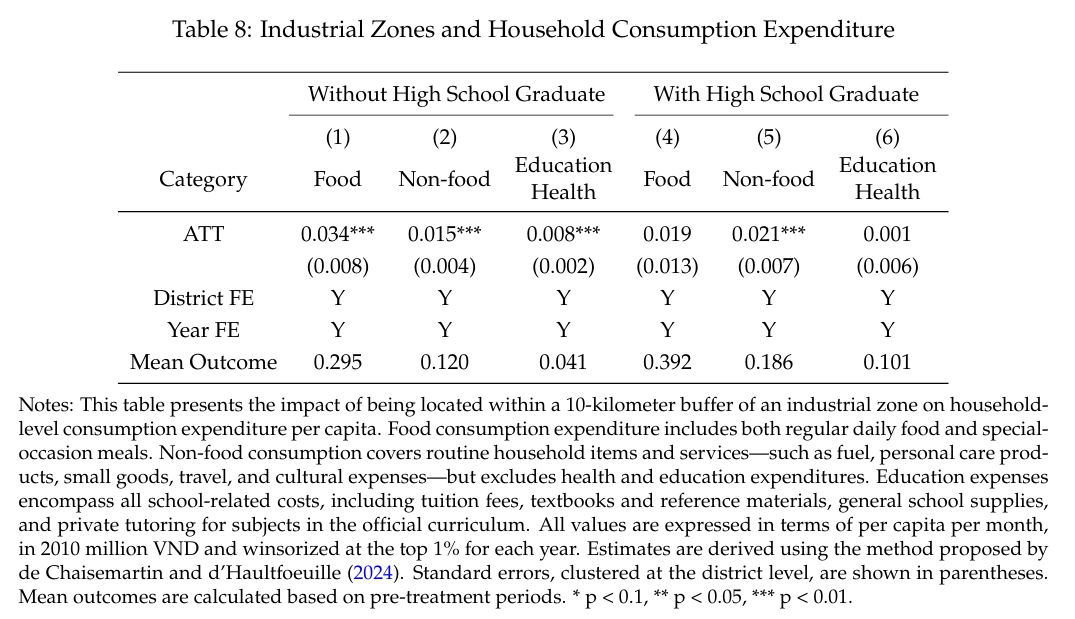 Table 8: Industrial Zones and Household Consumption Expenditure
Without High School Graduate With High School Graduate
(1) (2) (3) (4) (5) (6)
Category Food Non-food Education Health Food Non-food Education Health
ATT 0.034*** 0.015*** 0.008*** 0.019 0.021*** 0.001
(0.008) (0.004) (0.002) (0.013) (0.007) (0.006)
District FE Y Y Y Y Y Y
Year FE Y Y Y Y Y Y
Mean Outcome 0.295 0.120 0.041 0.392 0.186 0.101
Notes: This table presents the impact of being located within a 10-kilometer buffer of an industrial zone on household-
level consumption expenditure per capita. Food consumption expenditure includes both regular daily food and special-
occasion meals. Non-food consumption covers routine household items and services—such as fuel, personal care prod-
ucts, small goods, travel, and cultural expenses—but excludes health and education expenditures. Education expenses
encompass all school-related costs, including tuition fees, textbooks and reference materials, general school supplies,
and private tutoring for subjects in the official curriculum. All values are expressed in terms of per capita per month,
in 2010 million VND and winsorized at the top 1% for each year. Estimates are derived using the method proposed by
de Chaisemartin and d'Haultfoeuille (2024). Standard errors, clustered at the district level, are shown in parentheses.
Mean outcomes are calculated based on pre-treatment periods. * p < 0.1, ** p < 0.05, *** p < 0.01.